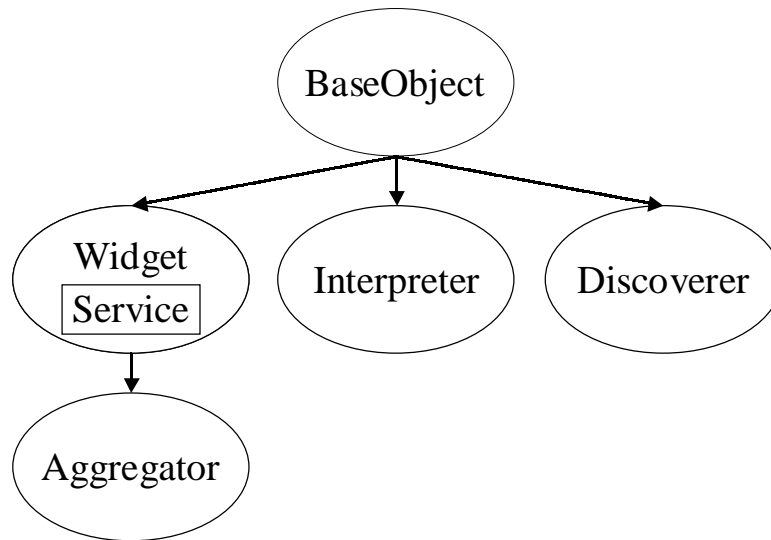 BaseObject
Widget
Service
Interpreter
Discoverer
Aggregator